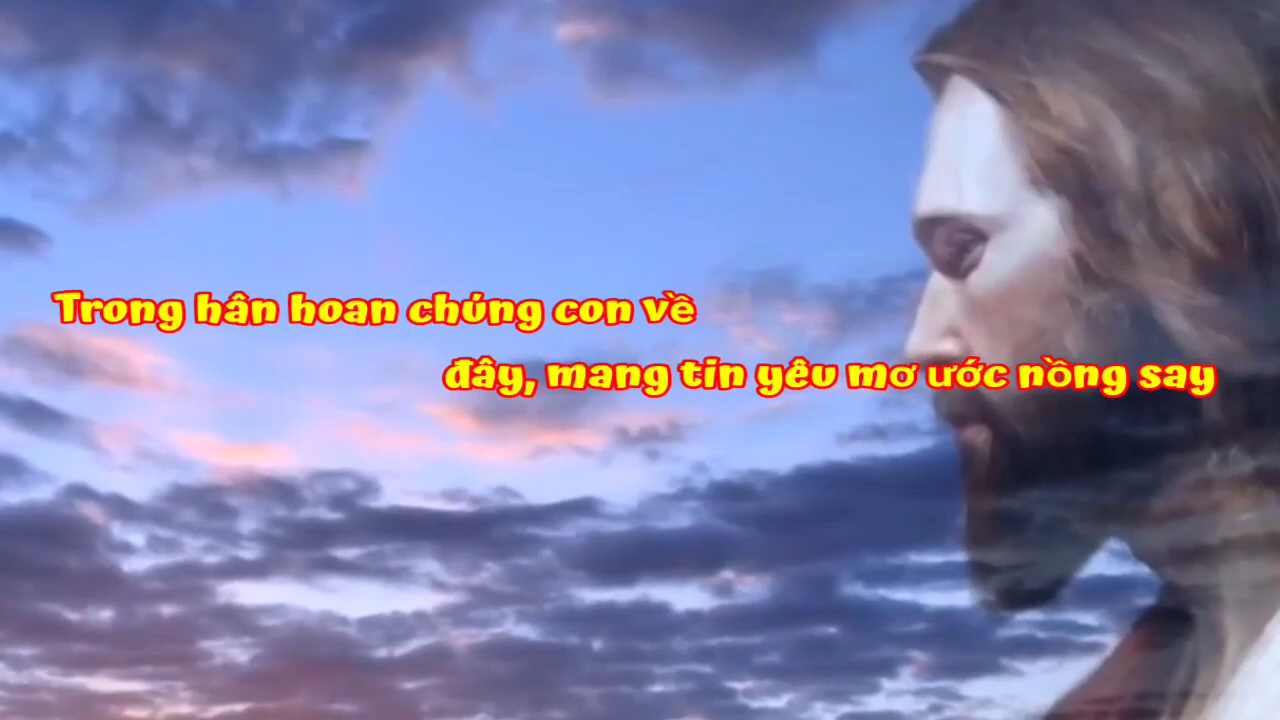 Trong hân hoan chúng con về
đây, mang tin yêu mơ ước nồng say